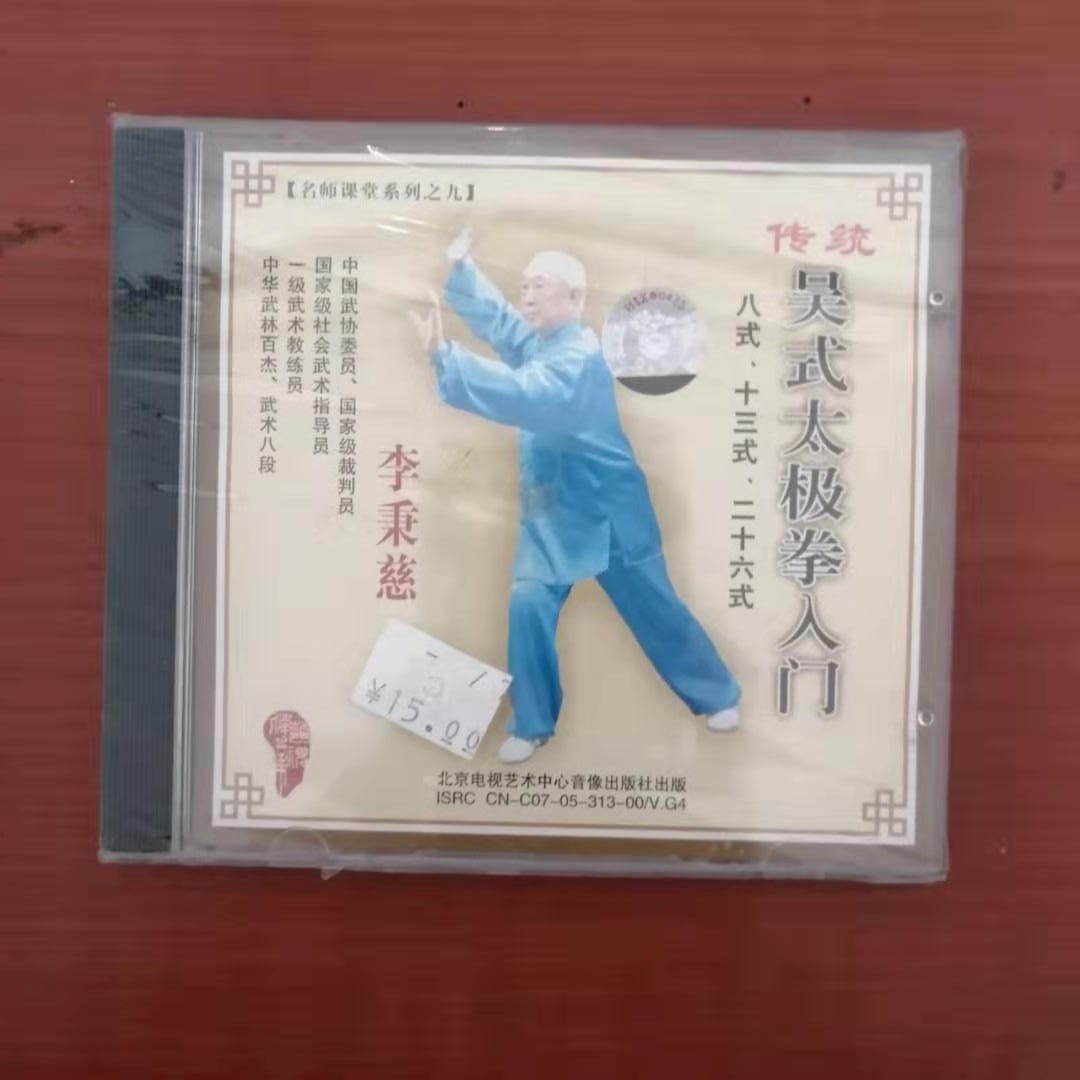 【名师课堂系列之九】
传统
吴式太极拳入门
八式、十三式、二十六式
中国武协委员、国家级裁判员
国家级社会武术指导员
一级武术教练员
中华武林百杰、武术八段
李秉慈
¥15.00
北京电视艺术中心音像出版社出版
ISRC CN-C07-05-313-00/V.G4